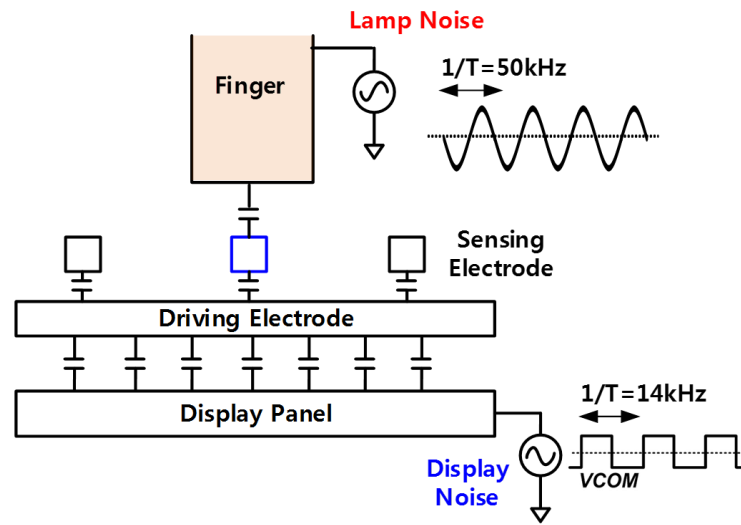 Lamp Noise
Finger
1/T=50kHz
Sensing
Electrode
Driving Electrode
Display Panel
1/T=14kHz
Display
Noise
VCOM